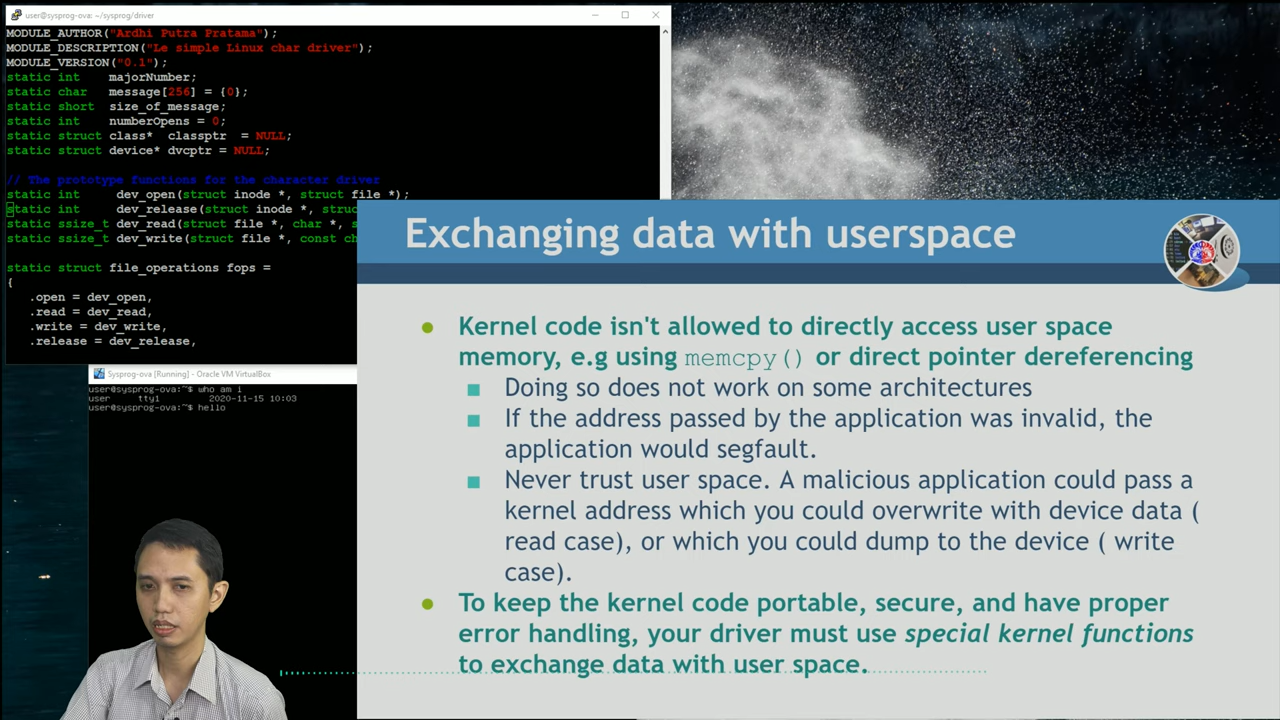 user@sysprog-ova: ~/sysprog/driver
MODULE_AUTHOR("Ardhi Putra Pratama");
MODULE_DESCRIPTION("Le simple Linux char driver");
MODULE_VERSION("0.1");
static int majorNumber;
static char message[256] = {0};
static short size_of_message;
static int numberOpens = 0;
static struct class* classptr = NULL;
static struct device* dvcptr = NULL;
// The prototype functions for the character driver
static int dev_open(struct inode *, struct file *);
static int dev_release(struct inode *, struc
static ssize_t dev_read(struct file *, char *, s
static ssize_t dev_write(struct file *, const ch
static struct file_operations fops =
{
.open = dev_open,
.read = dev_read,
.write = dev_write,
.release = dev_release,
Sysprog-ova [Running] - Oracle VM VirtualBox
user@sysprog-ova:~$ who am i
user tty1 2020-11-15 10:03
user@sysprog-ova:~$ hello
Exchanging data with userspace
Kernel code isn't allowed to directly access user space
memory, e.g using memcpy() or direct pointer dereferencing
Doing so does not work on some architectures
If the address passed by the application was invalid, the
application would segfault.
Never trust user space. A malicious application could pass a
kernel address which you could overwrite with device data (
read case), or which you could dump to the device ( write
case).
To keep the kernel code portable, secure, and have proper
error handling, your driver must use special kernel functions
to exchange data with user space.